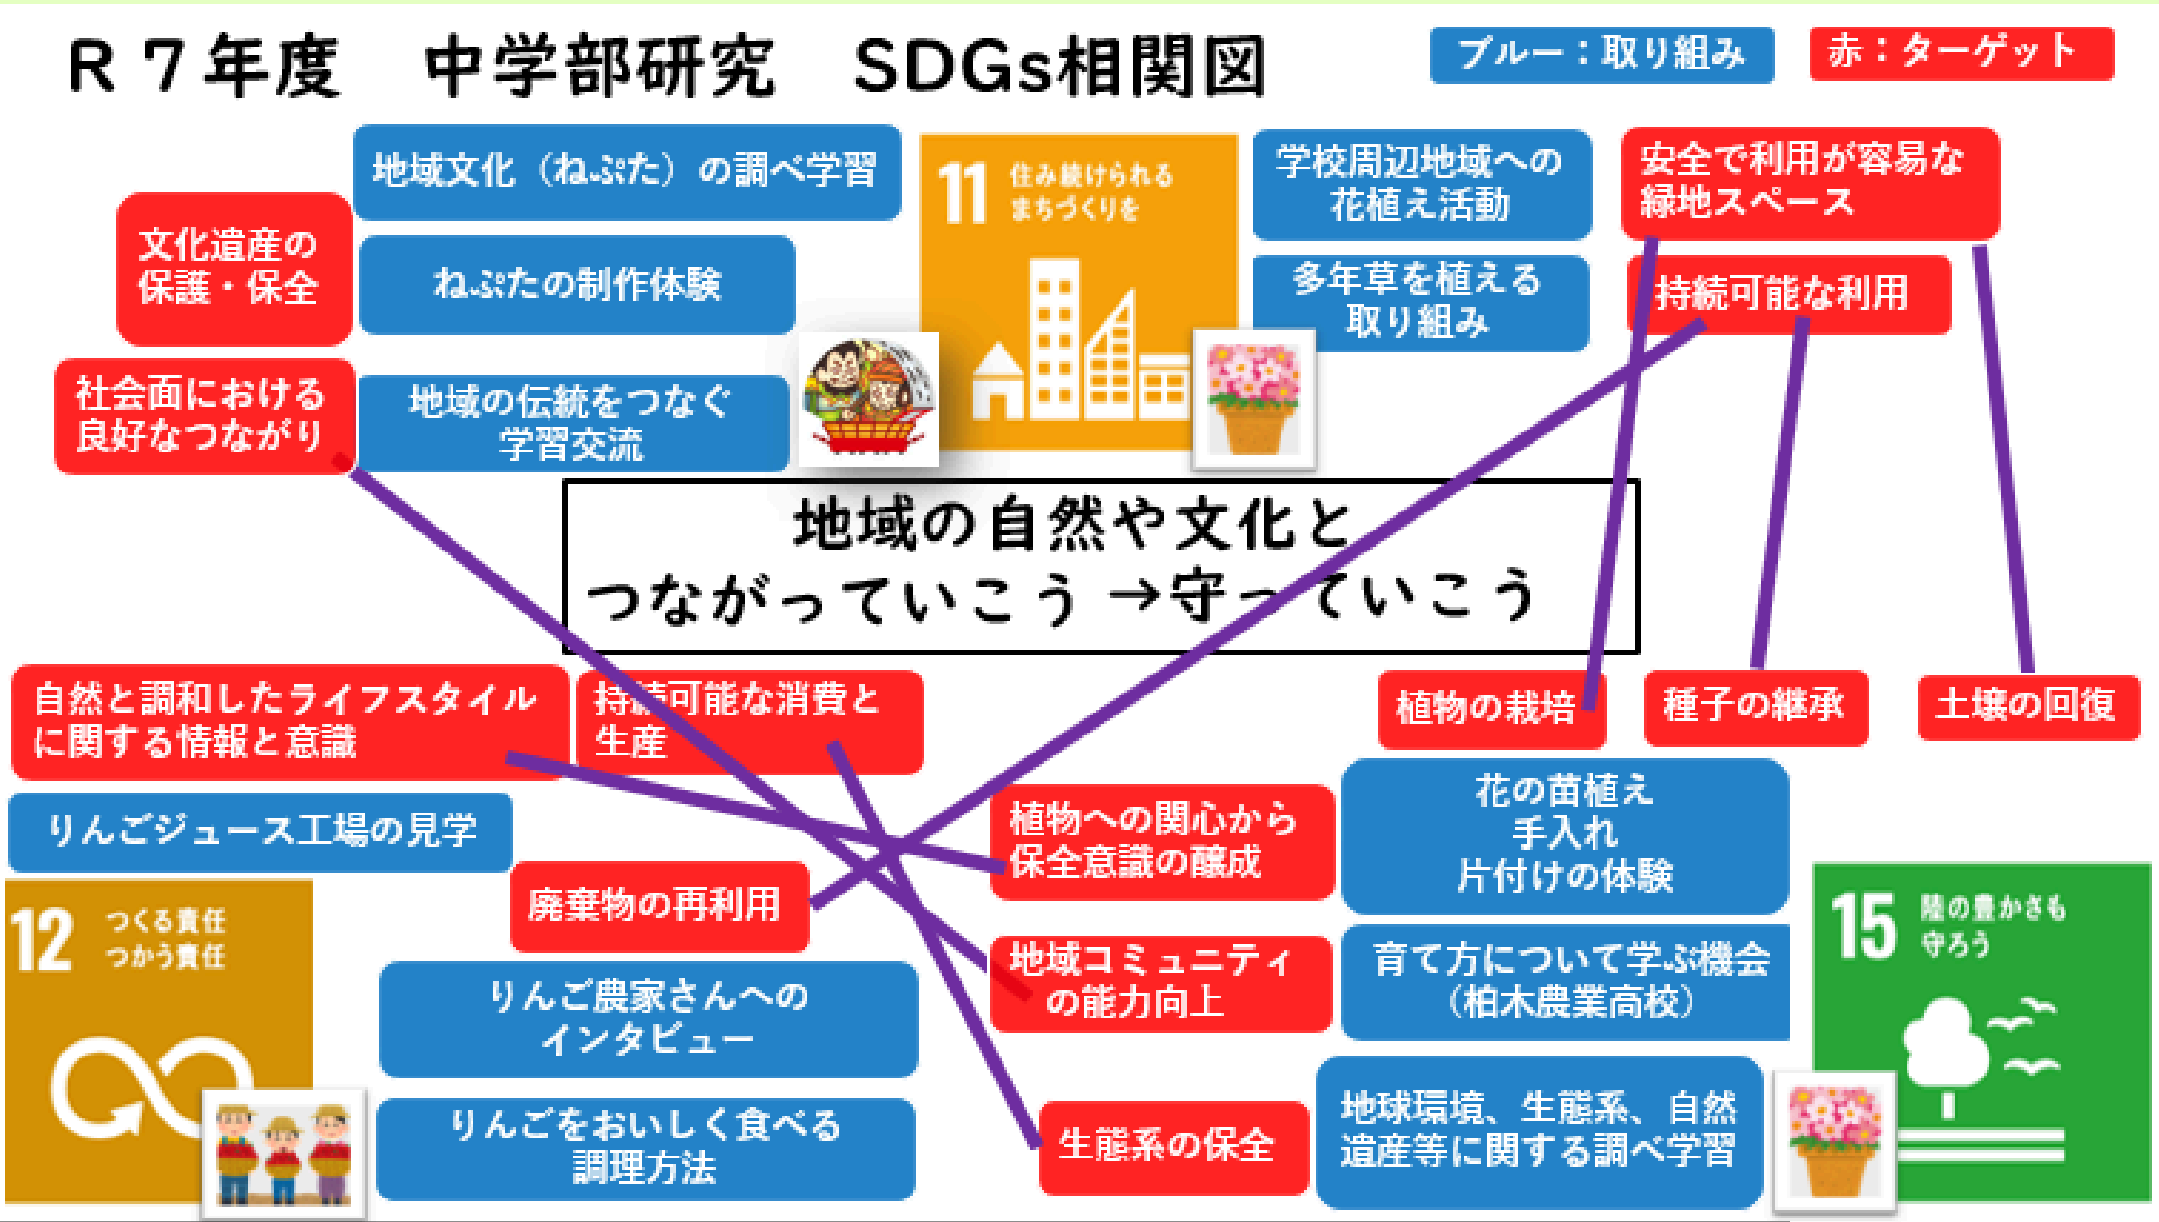 R7年度　中学部研究　SDGs相関図
ブルー：取り組み
赤：ターゲット
地域文化（ねぷた）の調べ学習
文化遺産の
保護・保全
ねぷたの制作体験
社会面における
良好なつながり
地域の伝統をつなぐ
学習交流
11 住み続けられる
まちづくりを
学校周辺地域への
花植え活動
安全で利用が容易な
緑地スペース
多年草を植える
取り組み
持続可能な利用
地域の自然や文化と
つながっていこう →守っていこう
自然と調和したライフスタイル
に関する情報と意識
持続可能な消費と
生産
りんごジュース工場の見学
廃棄物の再利用
12 つくる責任
つかう責任
りんご農家さんへの
インタビュー
りんごをおいしく食べる
調理方法
植物の栽培
種子の継承
土壌の回復
植物への関心から
保全意識の醸成
花の苗植え
手入れ
片付けの体験
地域コミュニティ
の能力向上
育て方について学ぶ機会
（柏木農業高校）
生態系の保全
地球環境、生態系、自然
遺産等に関する調べ学習
15 陸の豊かさも
守ろう